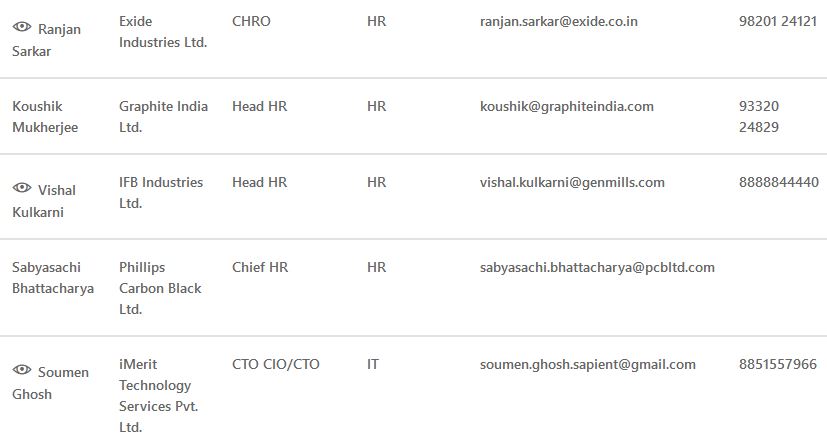 Ranjan Sarkar Exide Industries Ltd. CHRO HR ranjan.sarkar@exide.co.in 98201 24121
Koushik Mukherjee Graphite India Ltd. Head HR HR koushik@graphiteindia.com 93320 24829
Vishal Kulkarni IFB Industries Ltd. Head HR HR vishal.kulkarni@genmills.com 8888844440
Sabyasachi Bhattacharya Phillips Carbon Black Ltd. Chief HR HR sabyasachi.bhattacharya@pcbltd.com
Soumen Ghosh iMerit Technology Services Pvt. Ltd. CTO CIO/CTO IT soumen.ghosh.sapient@gmail.com 8851557966